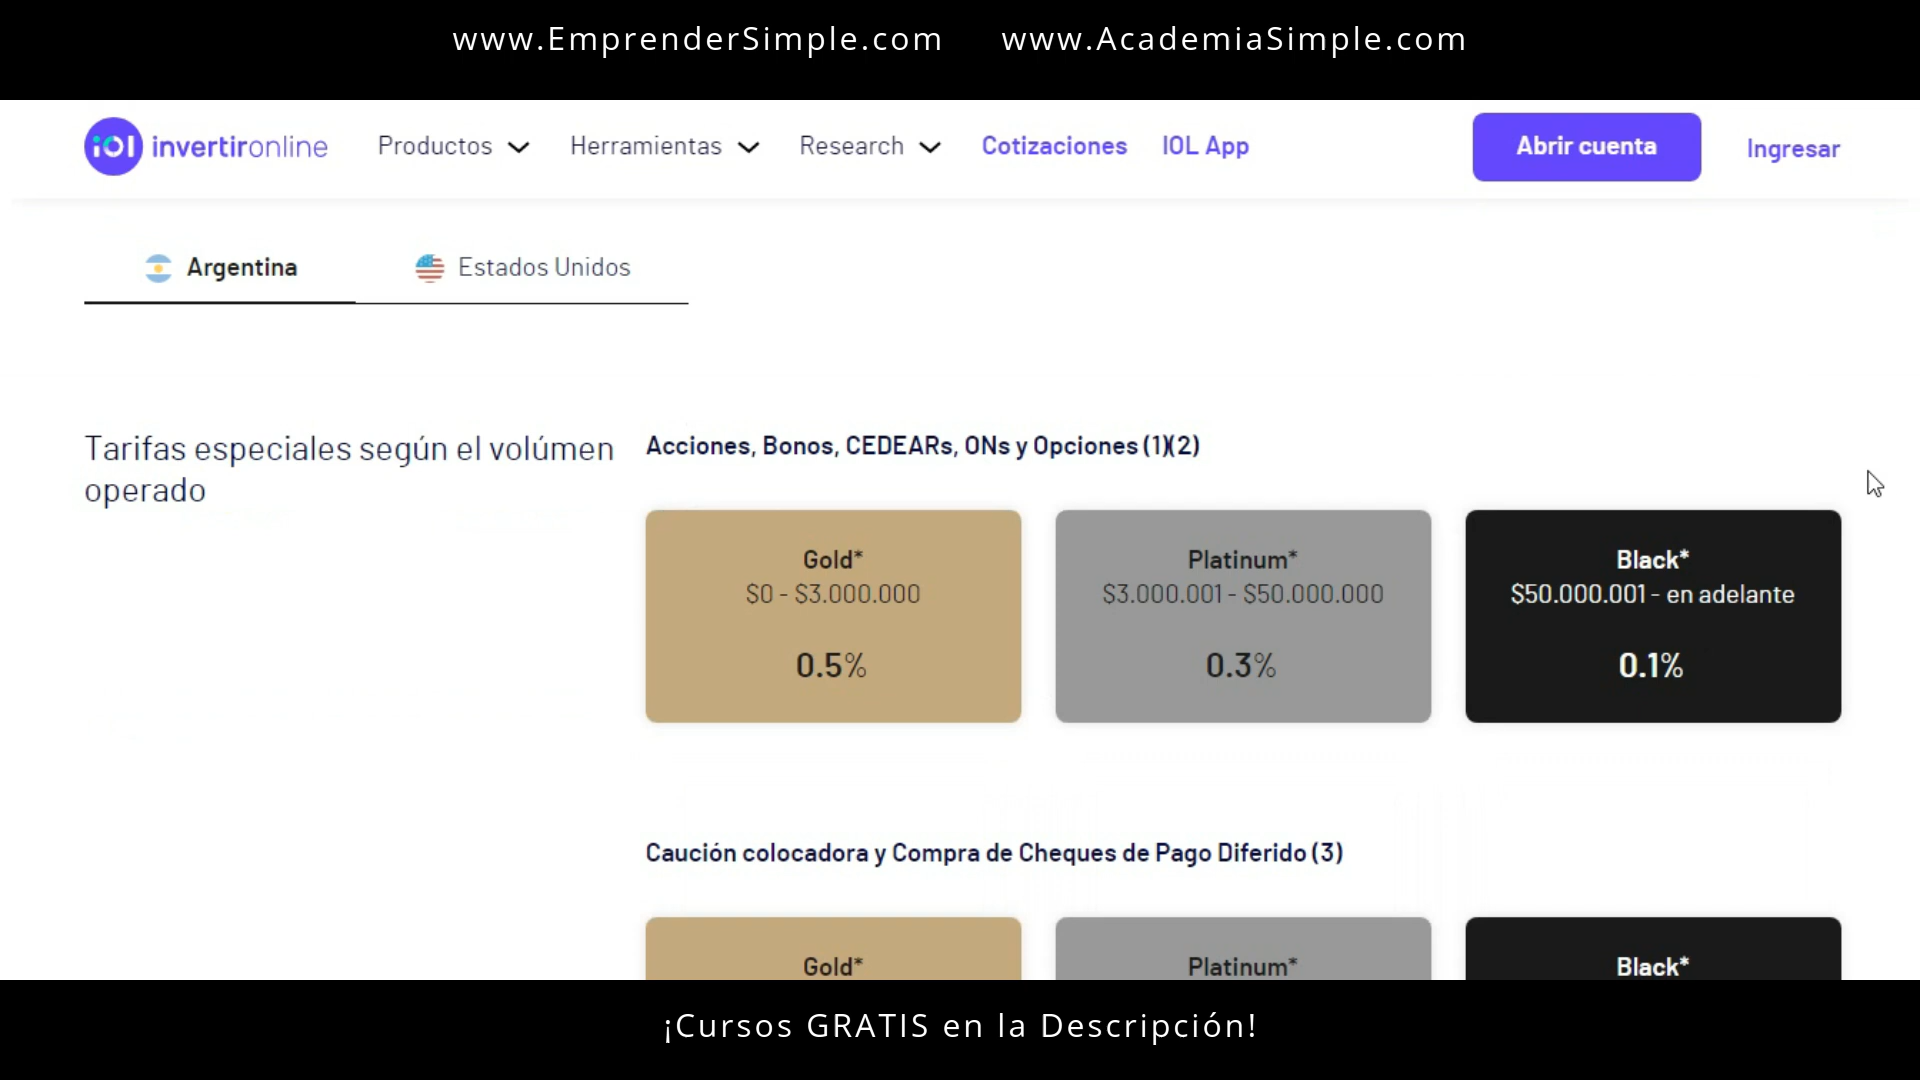 www.EmprenderSimple.com www.AcademiaSimple.com
iOl invertironline Productos Herramientas Research Cotizaciones IOL App Abrir cuenta Ingresar
Argentina Estados Unidos
Tarifas especiales según el volúmen
operado
Acciones, Bonos, CEDEARs, ONs y Opciones (1)(2)
Gold*
$0 - $3.000.000
0.5%
Platinum*
$3.000.001 - $50.000.000
0.3%
Black*
$50.000.001 - en adelante
0.1%
Caución colocadora y Compra de Cheques de Pago Diferido (3)
Gold*
Platinum*
Black*
¡Cursos GRATIS en la Descripción!